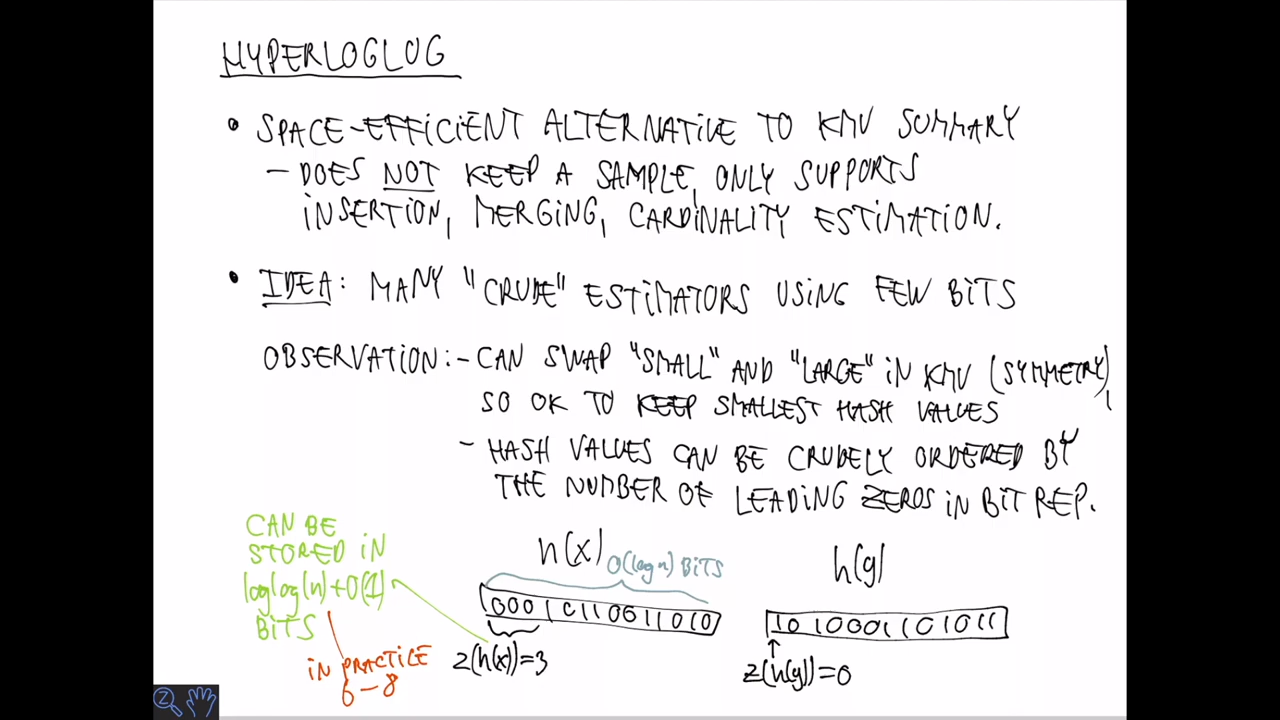 HYPERLOGLOG
• SPACE-EFFICIENT ALTERNATIVE TO KMV SUMMARY
- DOES NOT KEEP A SAMPLE, ONLY SUPPORTS
INSERTION, MERGING, CARDINALITY ESTIMATION.
• IDEA: MANY "CRUDE" ESTIMATORS USING FEW BITS
OBSERVATION: - CAN SWAP "SMALL" AND "LARGE" IN KMV (SYMMETRY),
SO OK TO KEEP SMALLEST HASH VALUES
- HASH VALUES CAN BE CRUDELY ORDERED BY
THE NUMBER OF LEADING ZEROS IN BIT REP.
CAN BE
STORED IN
loglog(n)+O(1)
BITS
IN PRACTICE
6-8
h(x)
O(log n) BITS
00010110011010
z(h(x))=3
h(y)
1010001101011
z(h(y))=0
Z